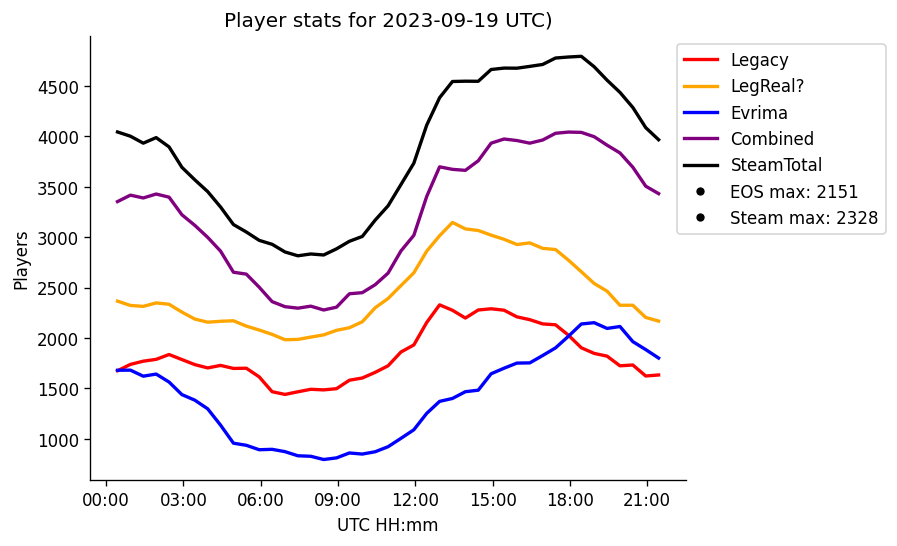 Player stats for 2023-09-19 UTC)
Legacy
LegReal?
Evrima
Combined
SteamTotal
EOS max: 2151
Steam max: 2328
Players
4500
4000
3500
3000
2500
2000
1500
1000
00:00 03:00 06:00 09:00 12:00 15:00 18:00 21:00
UTC HH:mm